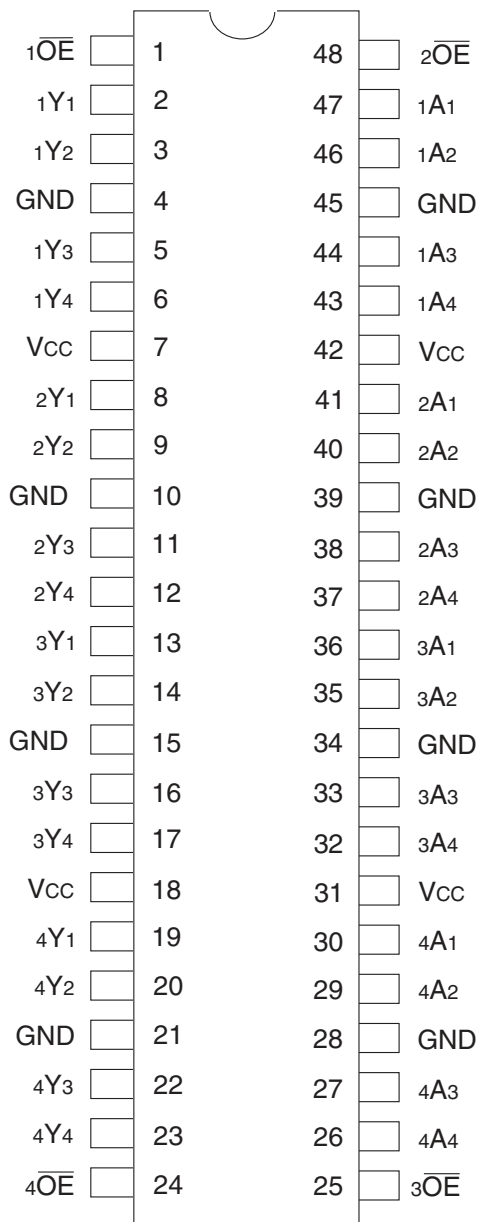 1O̅E̅ 1 48 2O̅E̅
1Y1 2 47 1A1
1Y2 3 46 1A2
GND 4 45 GND
1Y3 5 44 1A3
1Y4 6 43 1A4
VCC 7 42 VCC
2Y1 8 41 2A1
2Y2 9 40 2A2
GND 10 39 GND
2Y3 11 38 2A3
2Y4 12 37 2A4
3Y1 13 36 3A1
3Y2 14 35 3A2
GND 15 34 GND
3Y3 16 33 3A3
3Y4 17 32 3A4
VCC 18 31 VCC
4Y1 19 30 4A1
4Y2 20 29 4A2
GND 21 28 GND
4Y3 22 27 4A3
4Y4 23 26 4A4
4O̅E̅ 24 25 3O̅E̅